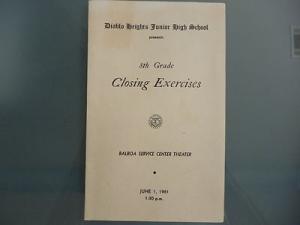 Diablo Heights Junior High School
presents
8th Grade
Closing Exercises
BALBOA SERVICE CENTER THEATER
JUNE 1, 1961
1:30 p.m.